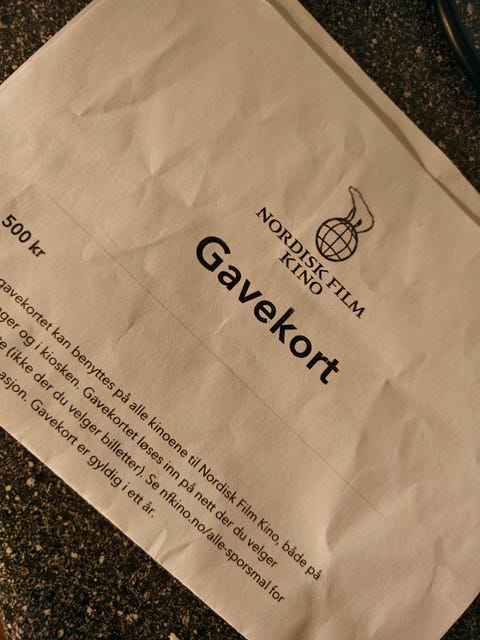 NORDISK FILM
KINO
Gavekort
500 kr
gavekortet kan benyttes på alle kinoene til Nordisk Film Kino, både på
og i kiosken. Gavekortet løses inn på nett der du velger
(ikke der du velger billetter). Se nfkino.no/alle-sporsmal for
Gavekort er gyldig i ett år.